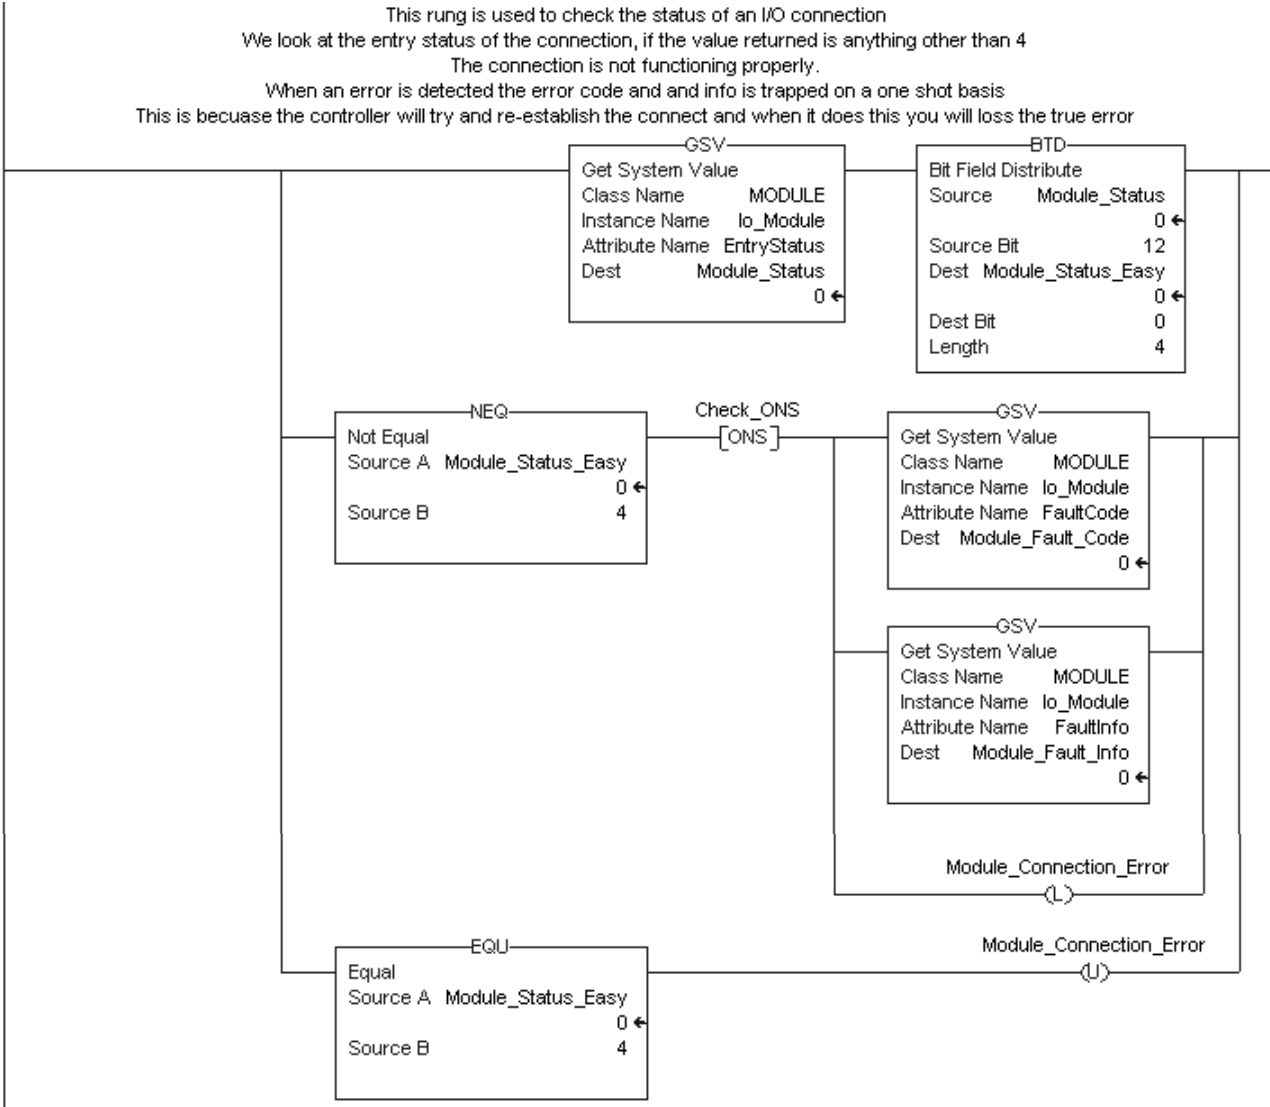 This rung is used to check the status of an I/O connection
We look at the entry status of the connection, if the value returned is anything other than 4
The connection is not functioning properly.
When an error is detected the error code and and info is trapped on a one shot basis
This is becuase the controller will try and re-establish the connect and when it does this you will loss the true error
GSV
Get System Value
Class Name MODULE
Instance Name Io_Module
Attribute Name EntryStatus
Dest Module_Status
0
BTD
Bit Field Distribute
Source Module_Status
0
Source Bit 12
Dest Module_Status_Easy
0
Dest Bit 0
Length 4
NEQ
Not Equal
Source A Module_Status_Easy
0
Source B 4
Check_ONS
ONS
GSV
Get System Value
Class Name MODULE
Instance Name Io_Module
Attribute Name FaultCode
Dest Module_Fault_Code
0
GSV
Get System Value
Class Name MODULE
Instance Name Io_Module
Attribute Name FaultInfo
Dest Module_Fault_Info
0
Module_Connection_Error
L
EQU
Equal
Source A Module_Status_Easy
0
Source B 4
Module_Connection_Error
U